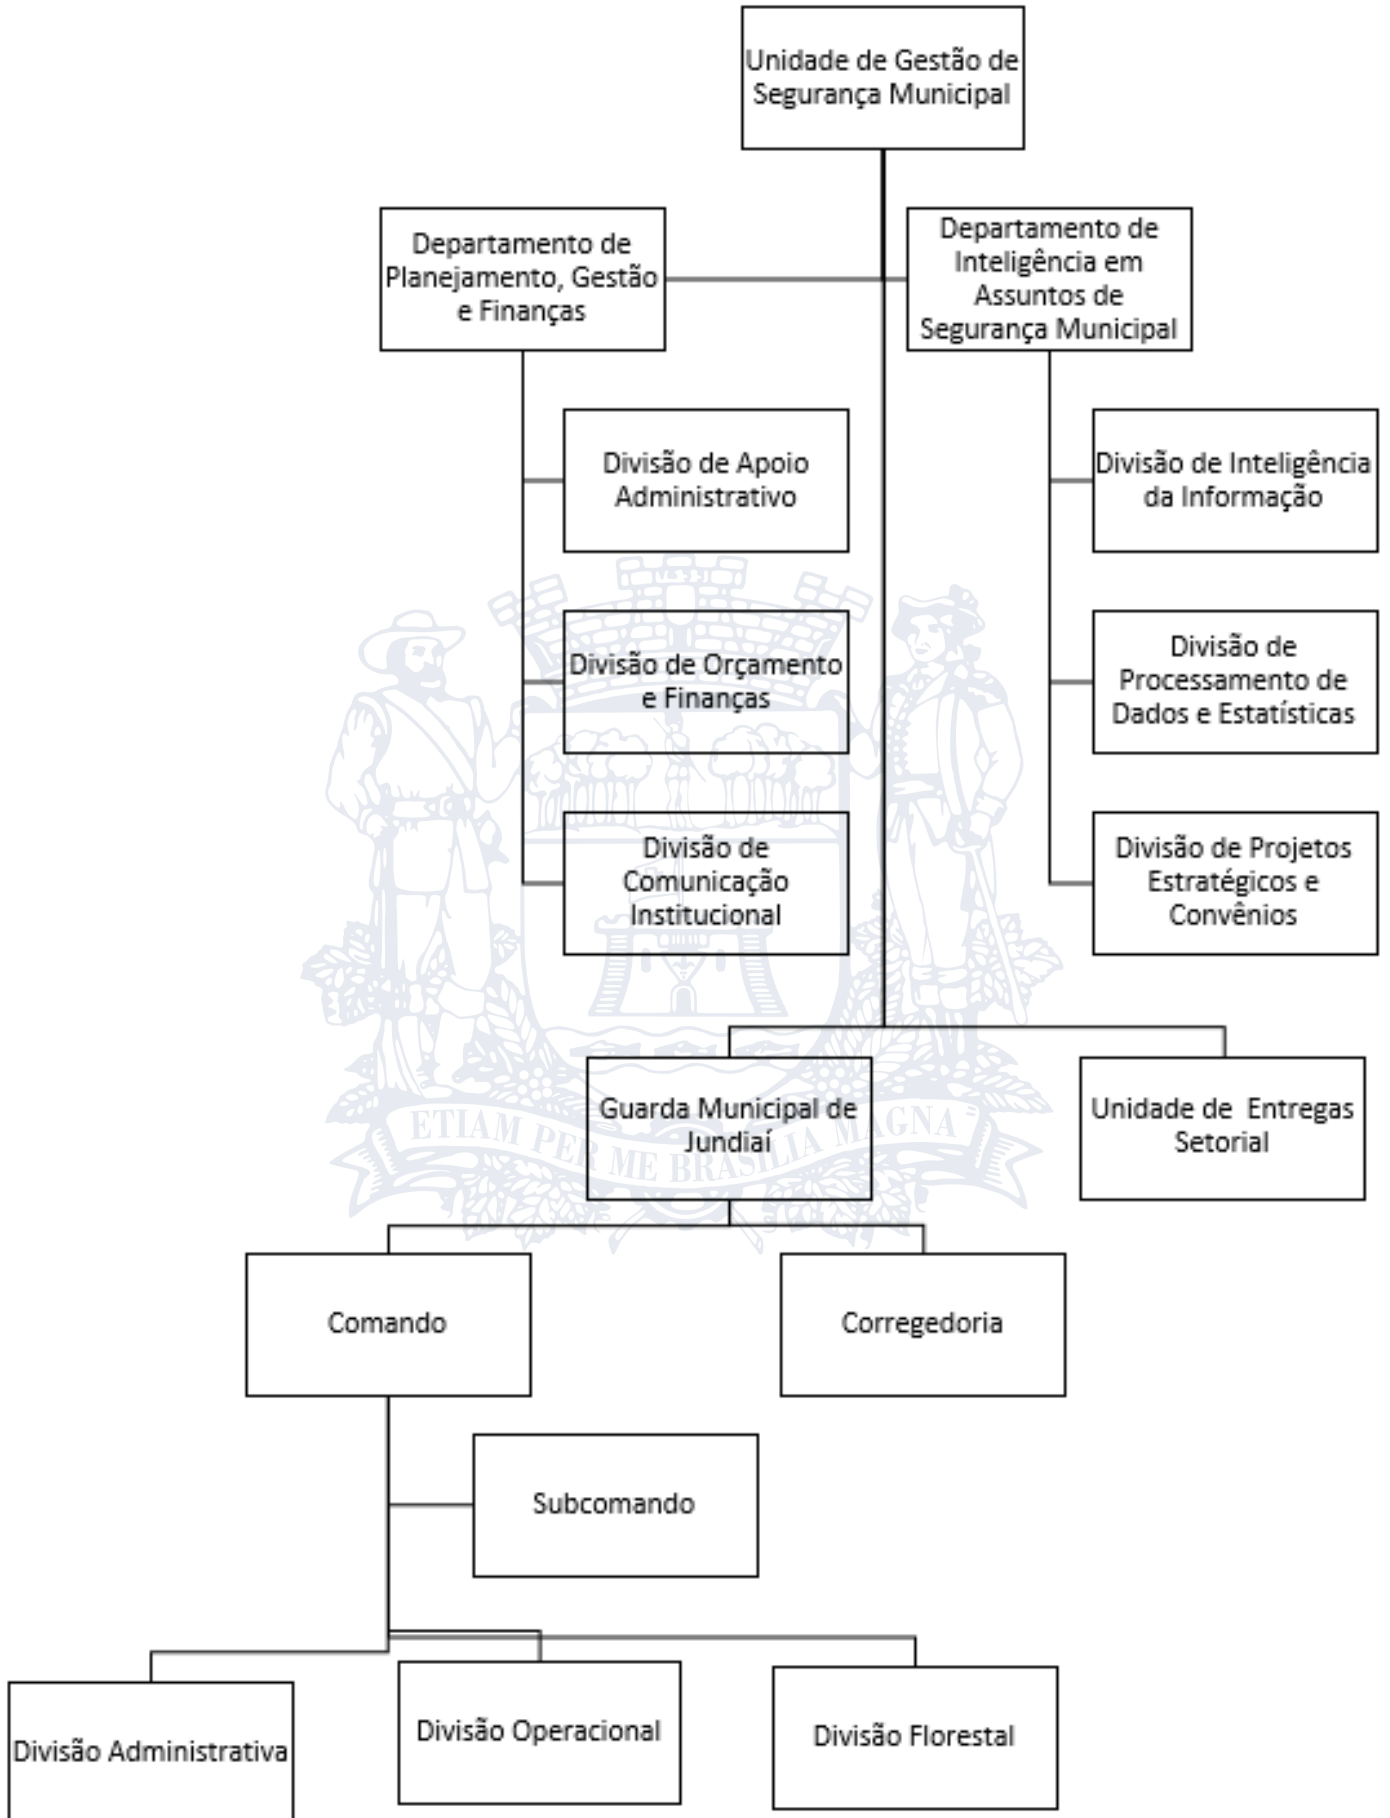 Unidade de Gestão de
Segurança Municipal
Departamento de
Planejamento, Gestão
e Finanças
Departamento de
Inteligência em
Assuntos de
Segurança Municipal
Divisão de Apoio
Administrativo
Divisão de Inteligência
da Informação
Divisão de Orçamento
e Finanças
Divisão de
Processamento de
Dados e Estatísticas
Divisão de
Comunicação
Institucional
Divisão de Projetos
Estratégicos e
Convênios
Guarda Municipal de
Jundiaí
Unidade de  Entregas
Setorial
ETIAM PER ME BRASILIA MAGNA
Comando
Corregedoria
Subcomando
Divisão Administrativa
Divisão Operacional
Divisão Florestal